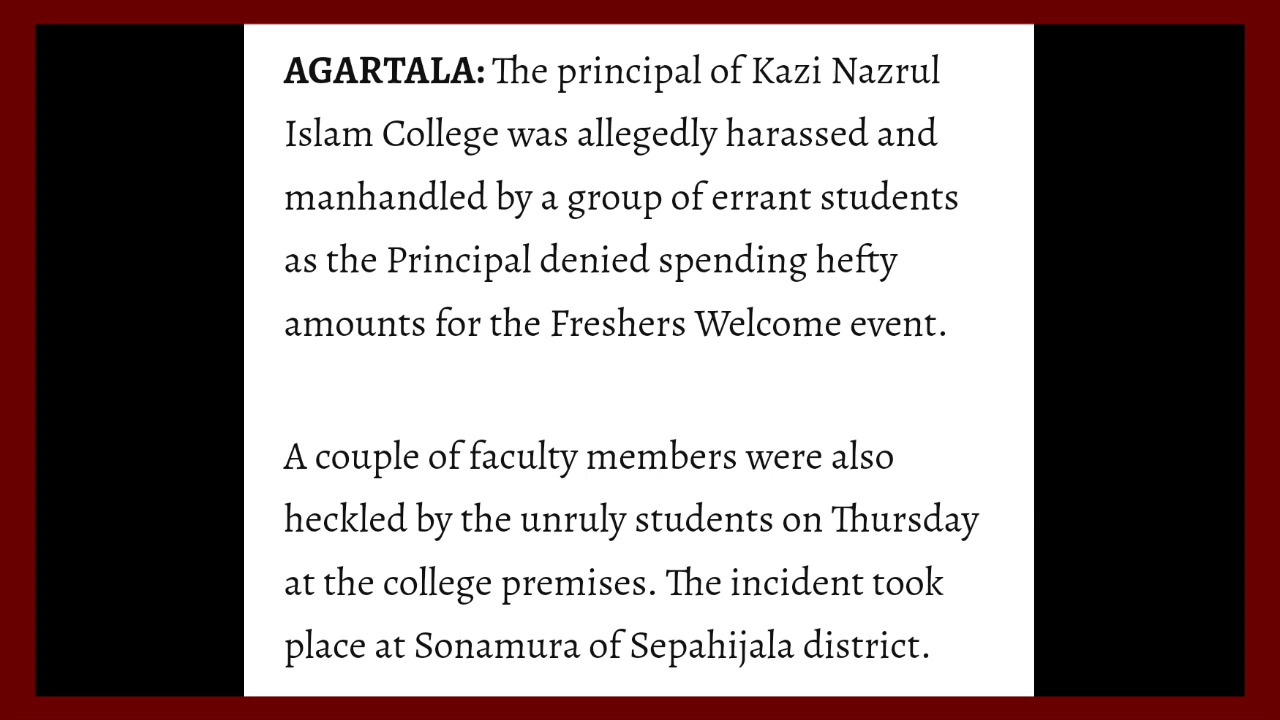 AGARTALA: The principal of Kazi Nazrul
Islam College was allegedly harassed and
manhandled by a group of errant students
as the Principal denied spending hefty
amounts for the Freshers Welcome event.
A couple of faculty members were also
heckled by the unruly students on Thursday
at the college premises. The incident took
place at Sonamura of Sepahijala district.